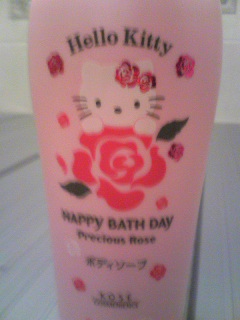 Hello Kitty
HAPPY BATH DAY
Precious Rose
ボディソープ
KOSÉ